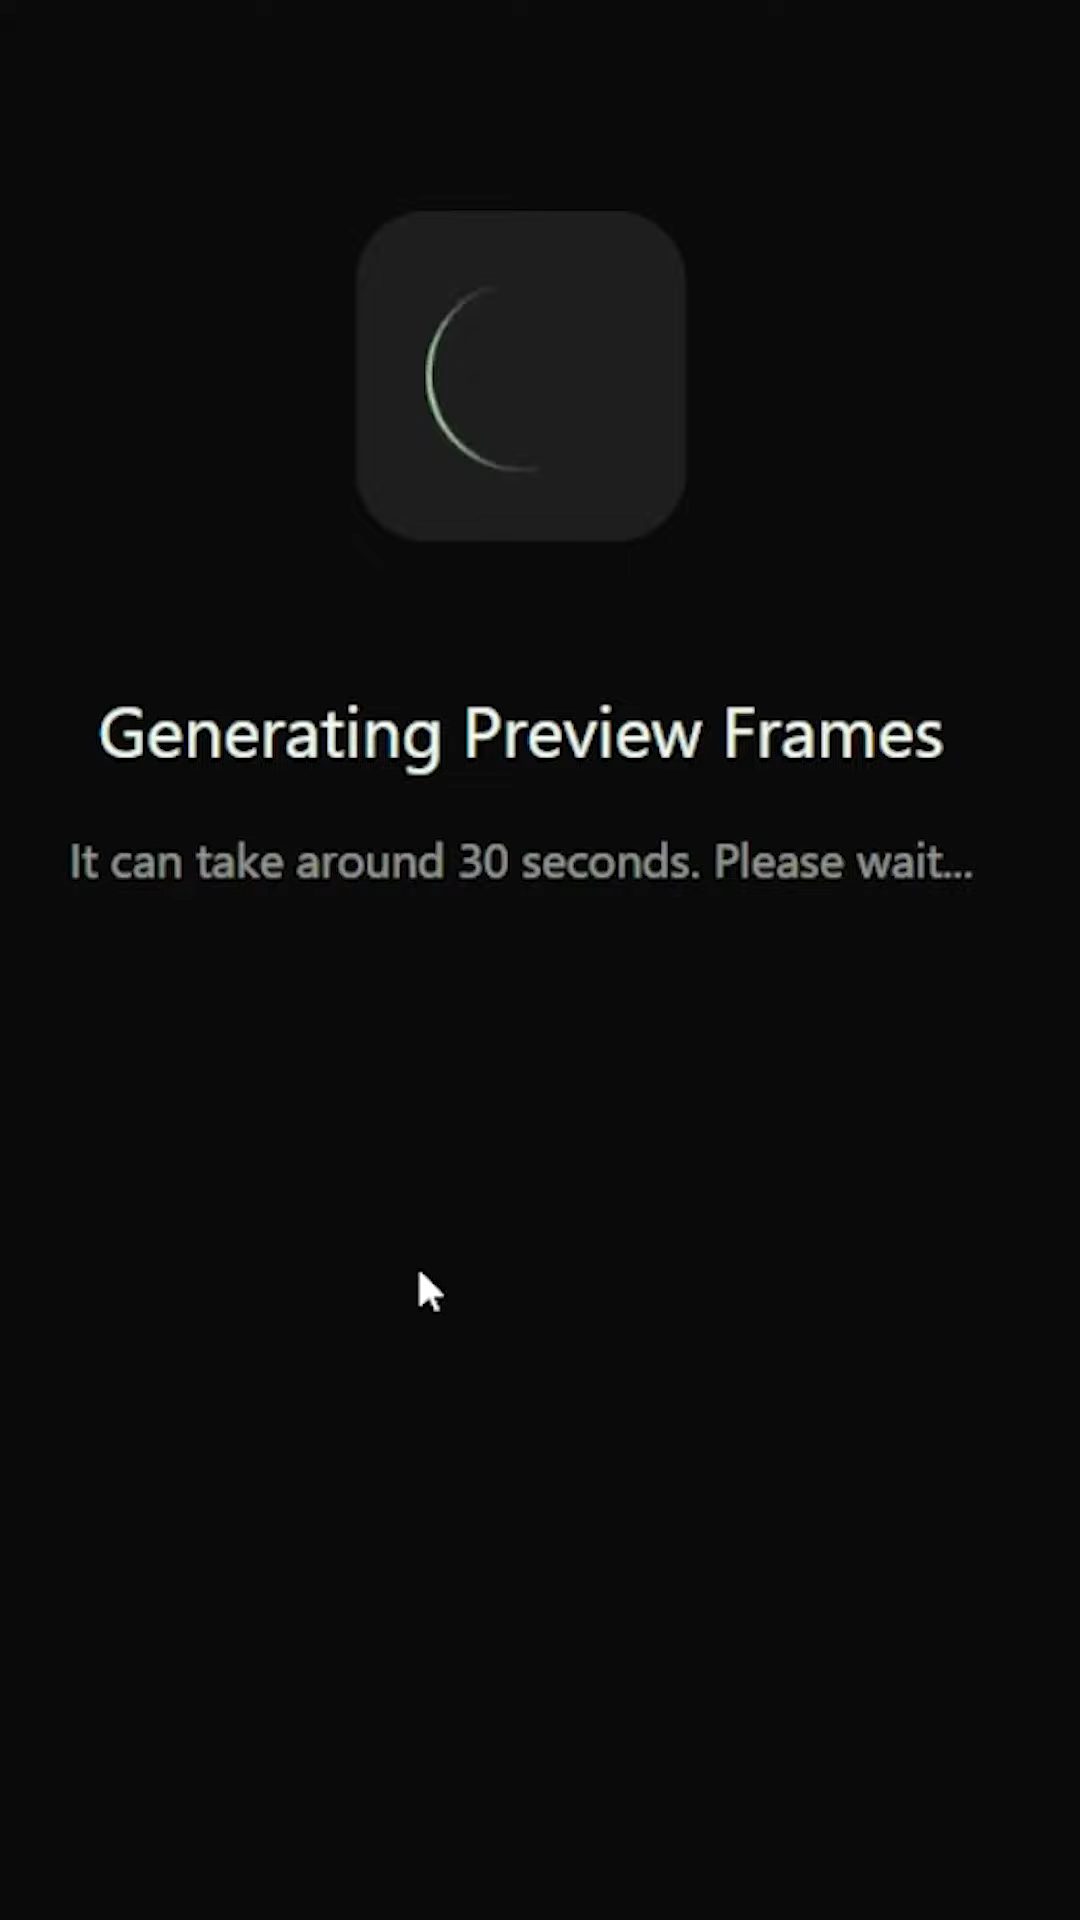 Generating Preview Frames
It can take around 30 seconds. Please wait...